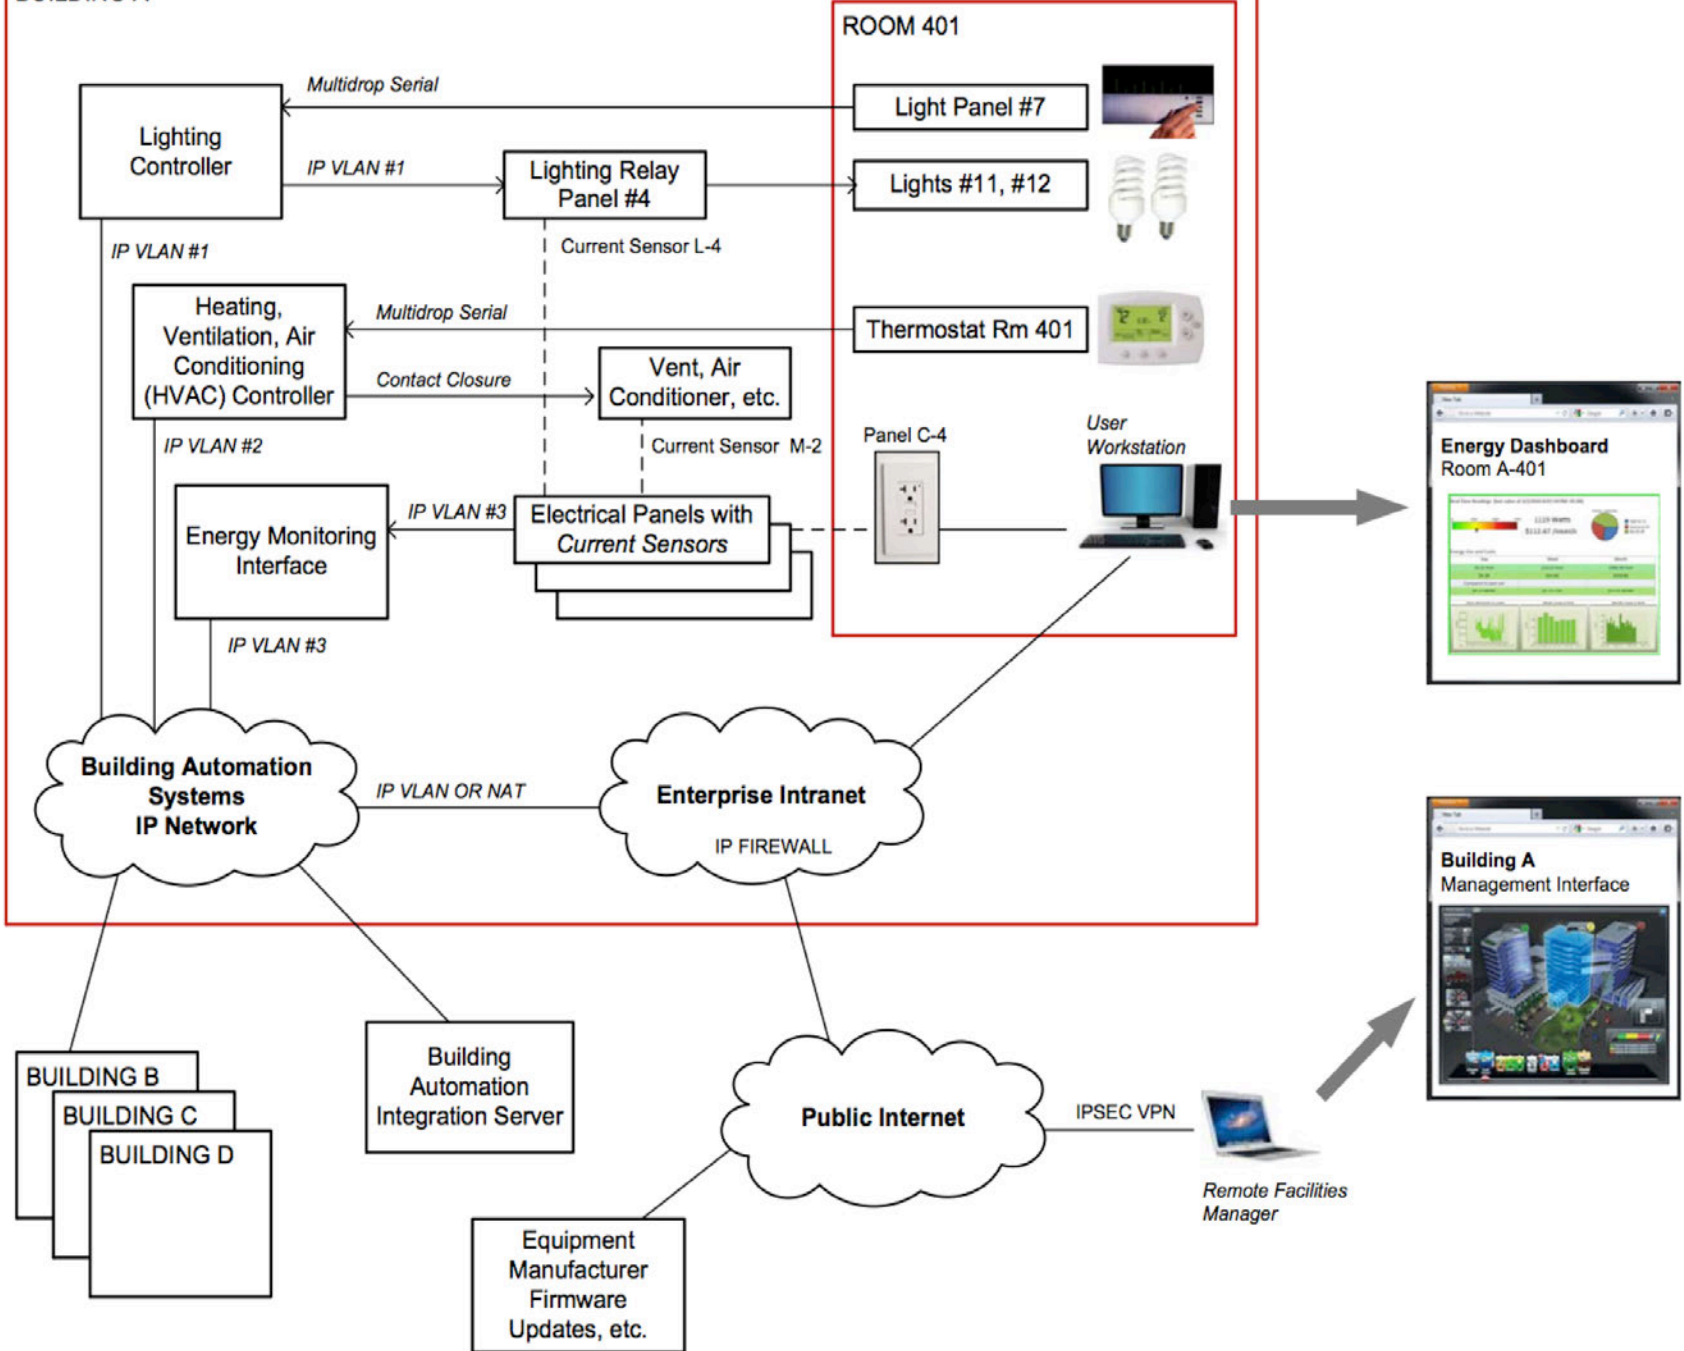 ROOM 401
Multidrop Serial
Light Panel #7
Lighting
Controller
IP VLAN #1
Lighting Relay
Panel #4
Lights #11, #12
IP VLAN #1
Current Sensor L-4
Heating,
Ventilation, Air
Conditioning
(HVAC) Controller
Multidrop Serial
Thermostat Rm 401
Contact Closure
Vent, Air
Conditioner, etc.
IP VLAN #2
Current Sensor M-2
Panel C-4
User
Workstation
Energy Dashboard
Room A-401
Energy Monitoring
Interface
IP VLAN #3
Electrical Panels with
Current Sensors
IP VLAN #3
Building Automation
Systems
IP Network
IP VLAN OR NAT
Enterprise Intranet
IP FIREWALL
Building A
Management Interface
BUILDING B
BUILDING C
BUILDING D
Building
Automation
Integration Server
Public Internet
IPSEC VPN
Remote Facilities
Manager
Equipment
Manufacturer
Firmware
Updates, etc.